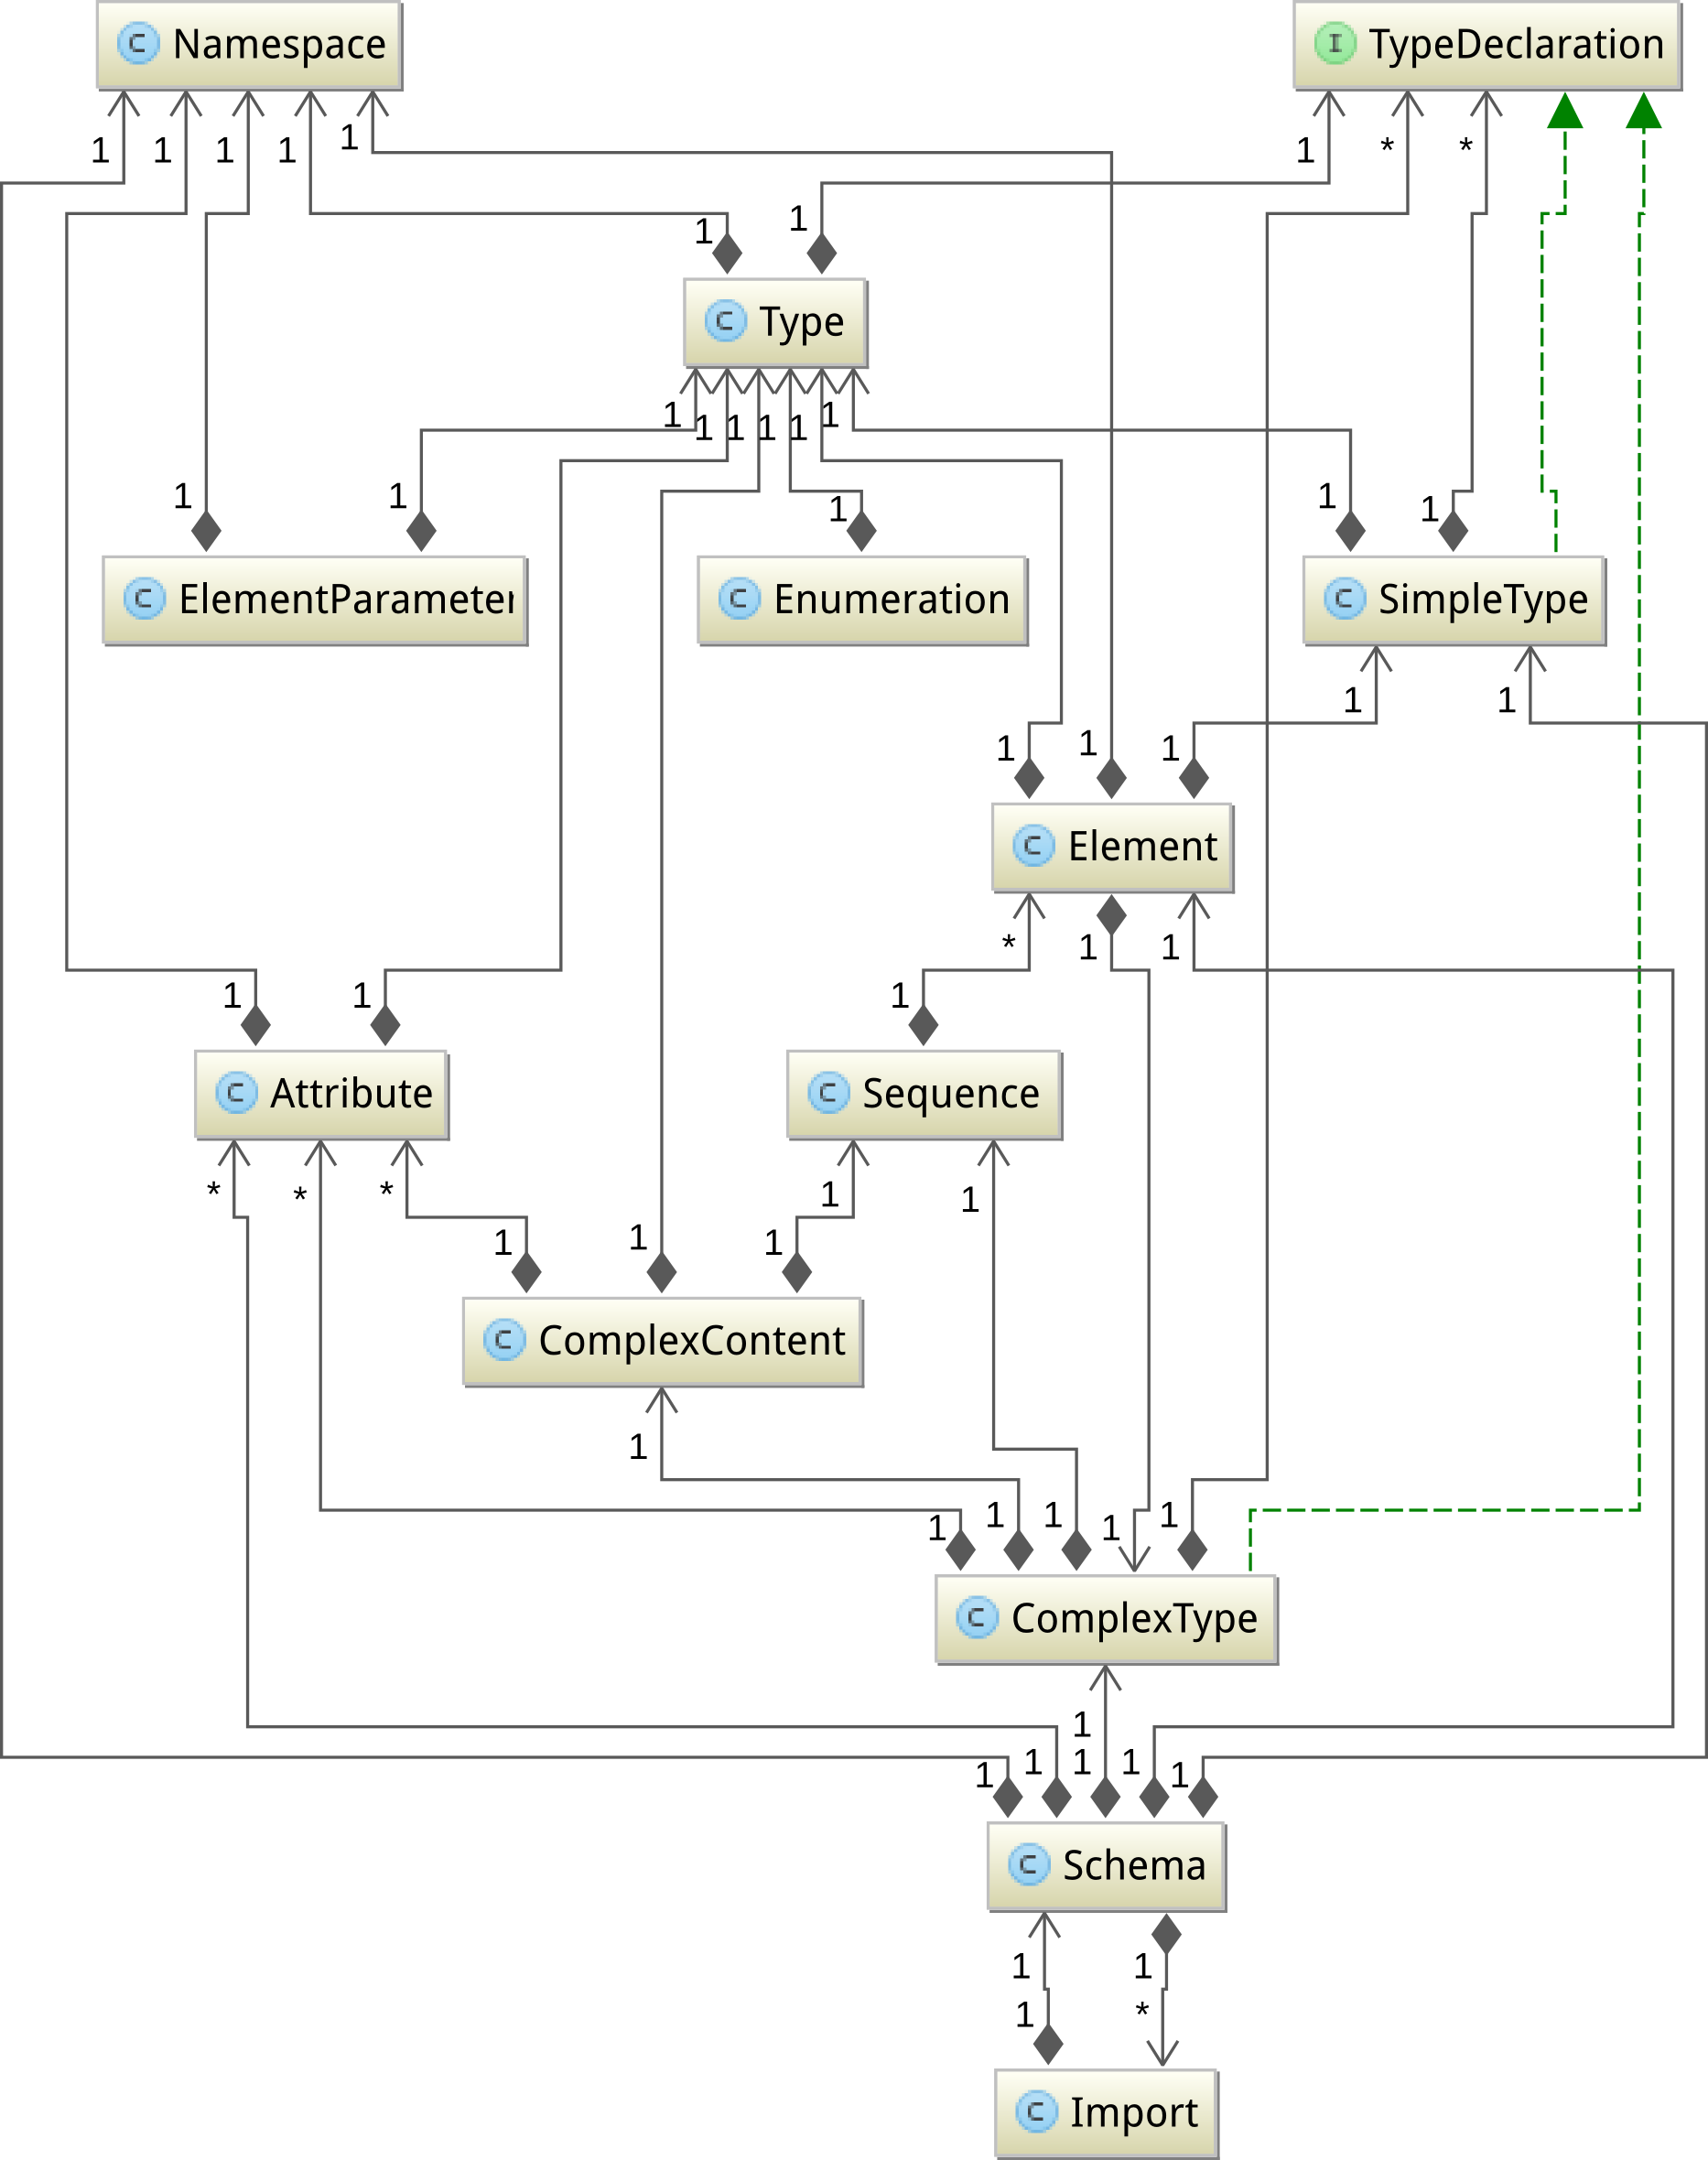 C Namespace
I TypeDeclaration
1 1 1 1 1 1 * *
1 1
C Type
1 1 1 1 1 1
1 1 1 1 1
C ElementParameter
C Enumeration
C SimpleType
1 1
1 1 1
C Element
* 1 1
1 1 1
C Attribute
C Sequence
* * * 1 1
1 1 1
C ComplexContent
1
1 1 1 1 1
C ComplexType
1
1 1 1 1 1
C Schema
1 1
1 *
C Import